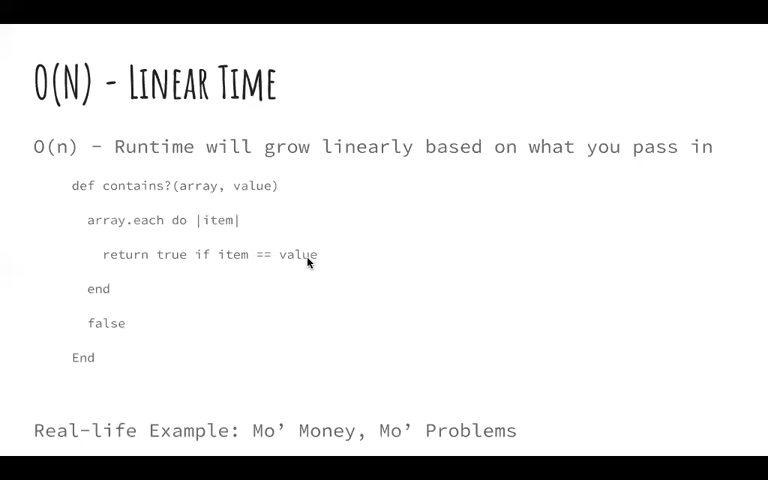 O(N) - Linear Time
O(n) - Runtime will grow linearly based on what you pass in
def contains?(array, value)
array.each do |item|
return true if item == value
end
false
End
Real-life Example: Mo’ Money, Mo’ Problems